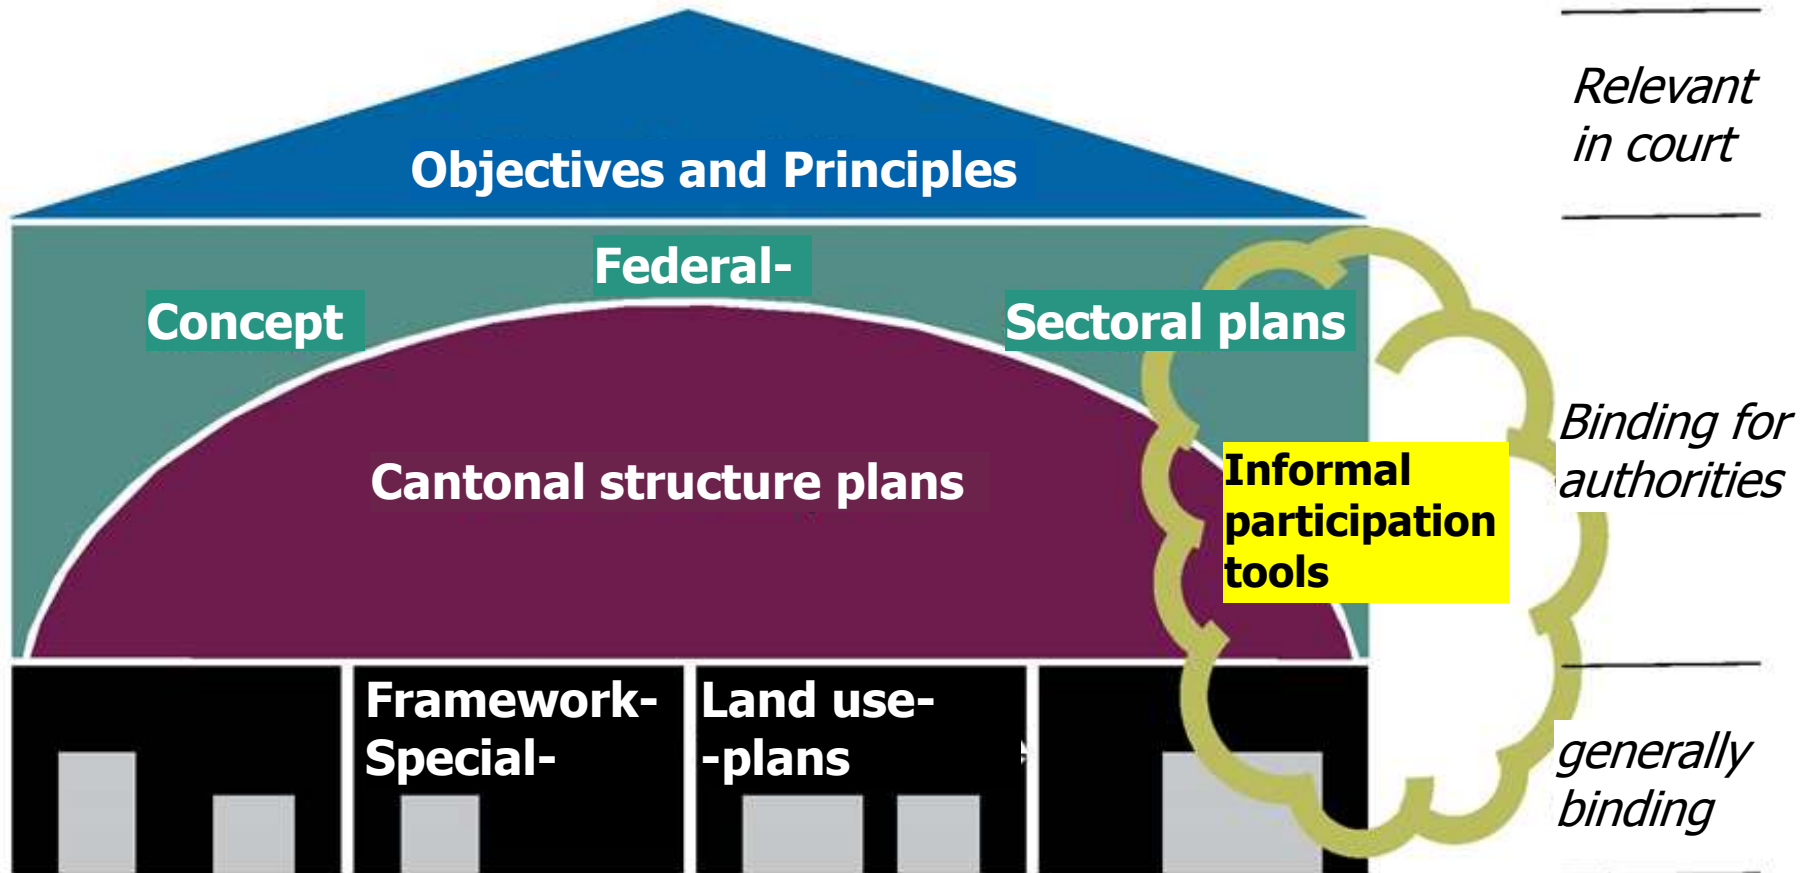 Relevant
in court
Objectives and Principles
Federal-
Concept
Sectoral plans
Cantonal structure plans
Informal
participation
tools
Binding for
authorities
Framework-
Special-
Land use-
-plans
generally
binding